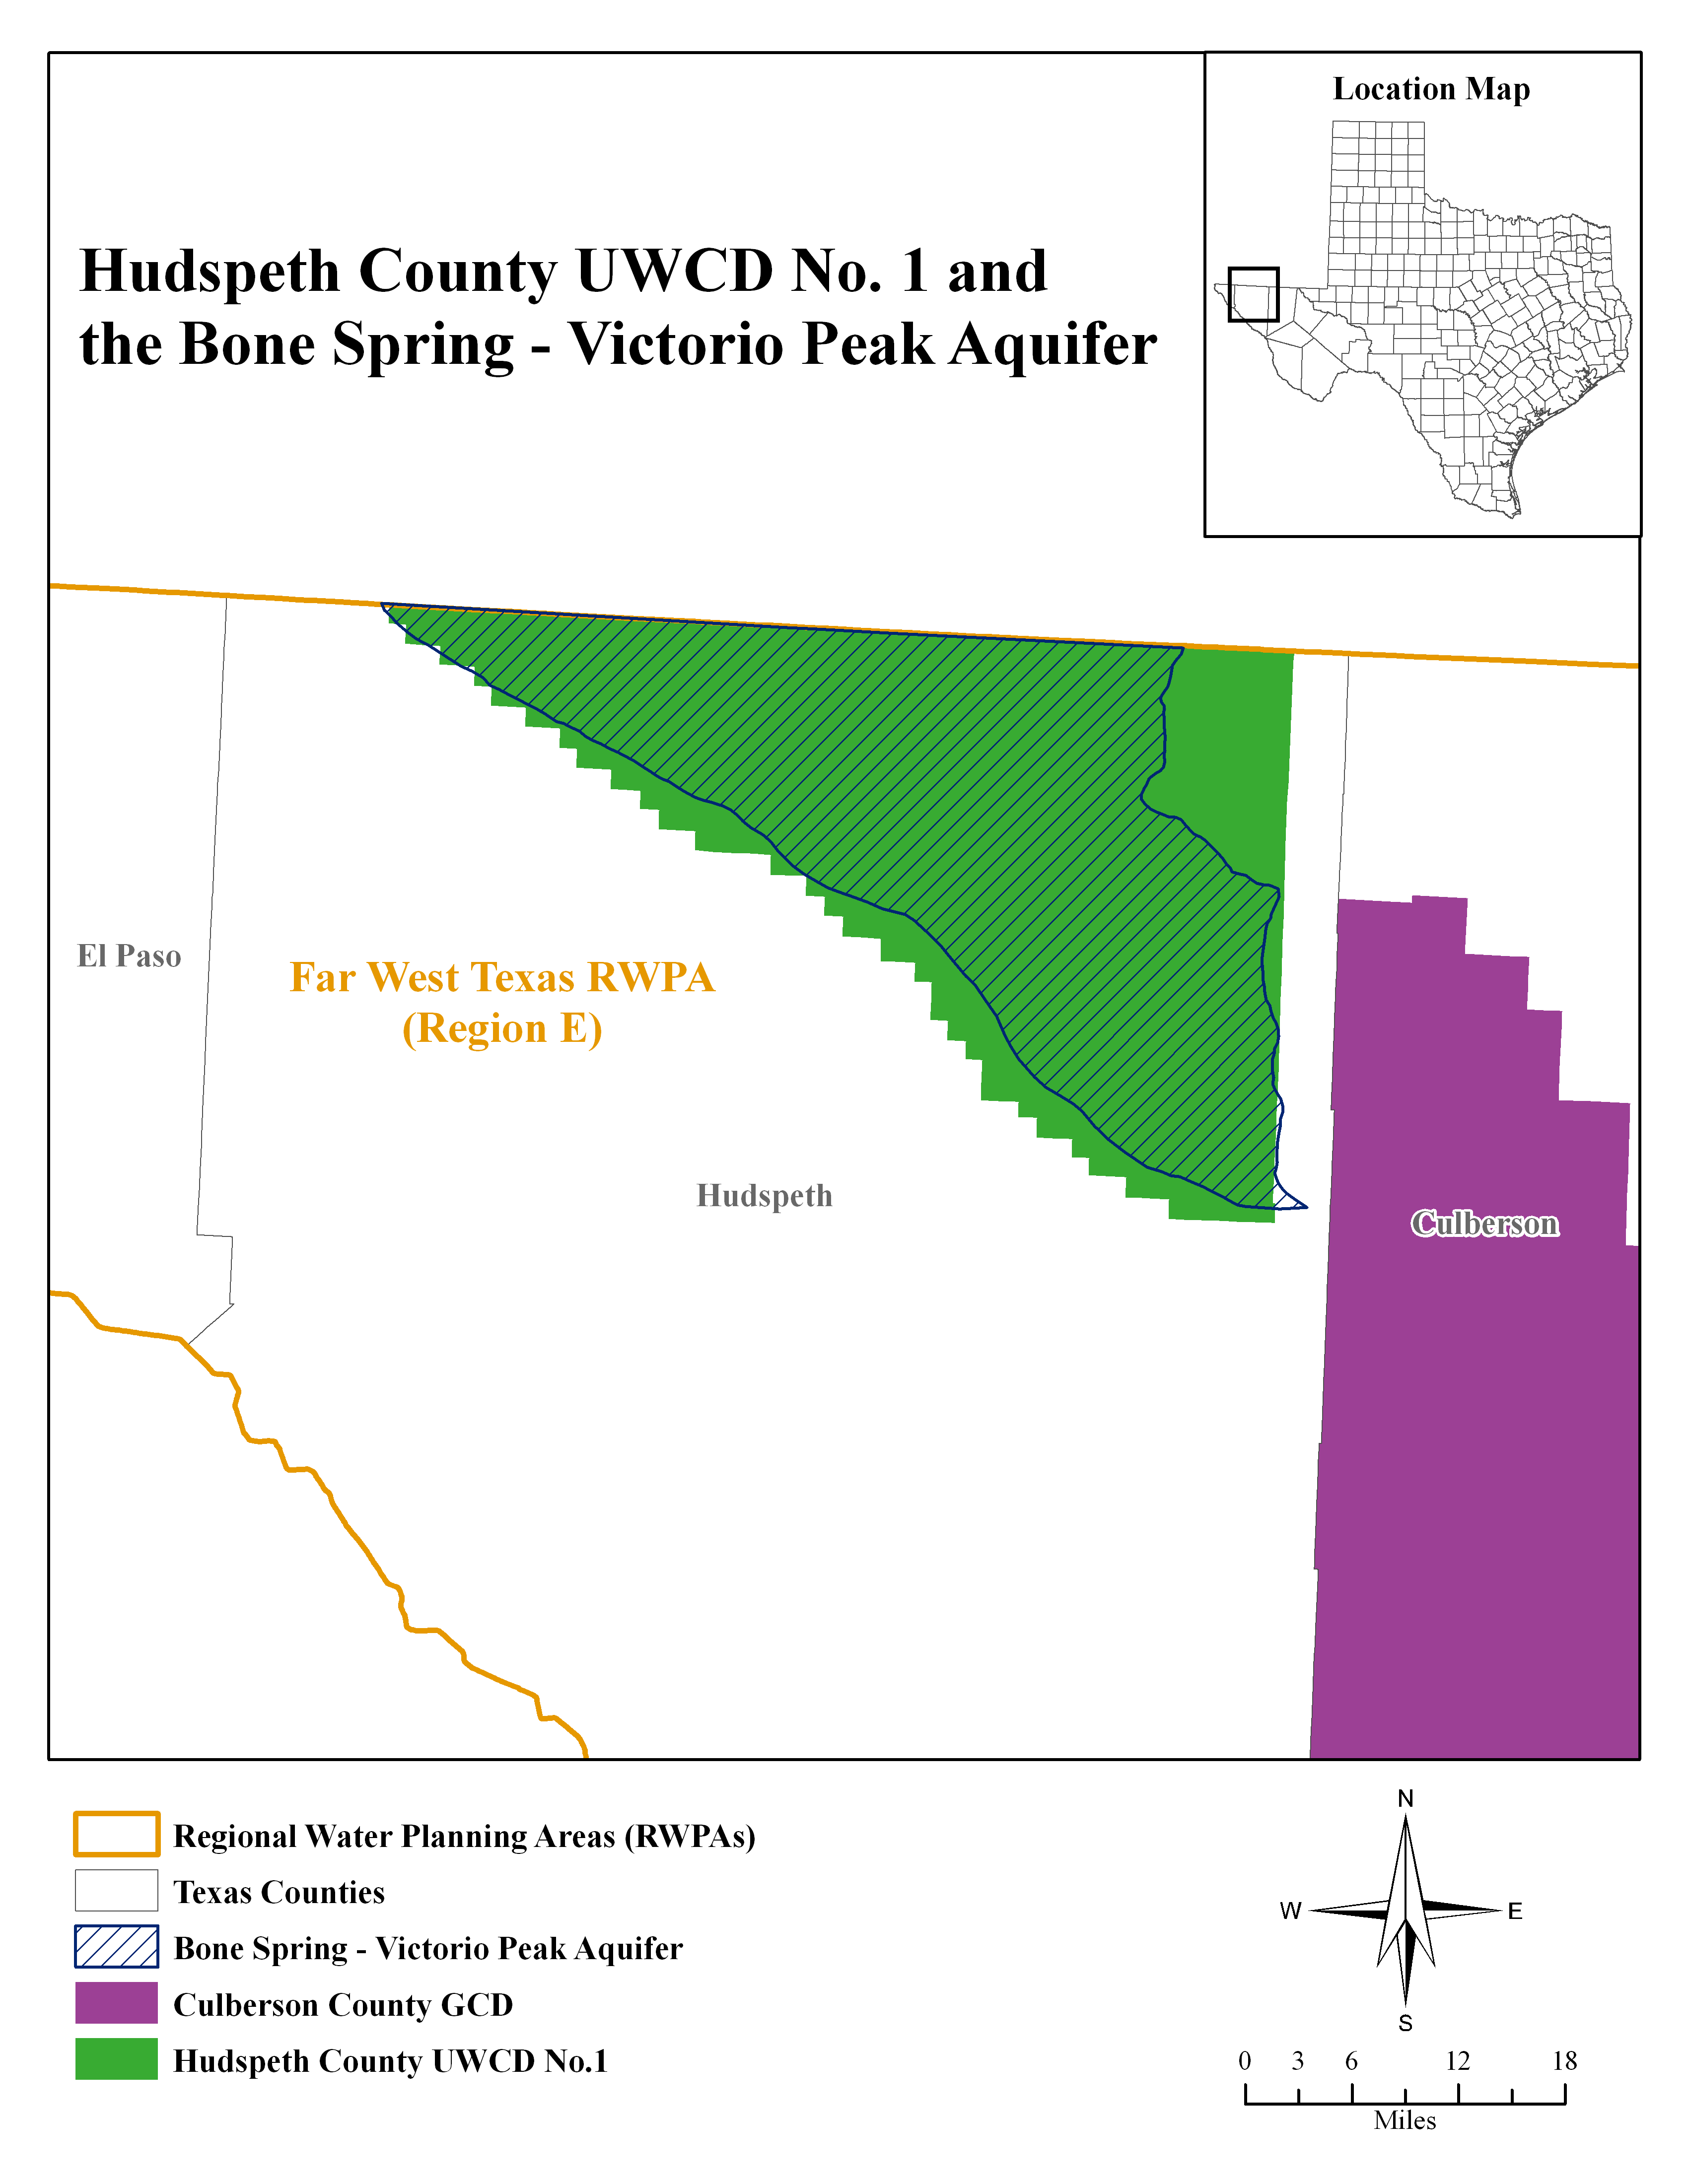 Location Map
Hudspeth County UWCD No. 1 and
the Bone Spring - Victorio Peak Aquifer
El Paso
Far West Texas RWPA
(Region E)
Hudspeth
Culberson
Regional Water Planning Areas (RWPAs)
Texas Counties
Bone Spring - Victorio Peak Aquifer
Culberson County GCD
Hudspeth County UWCD No.1
N
W E
S
0 3 6 12 18
Miles